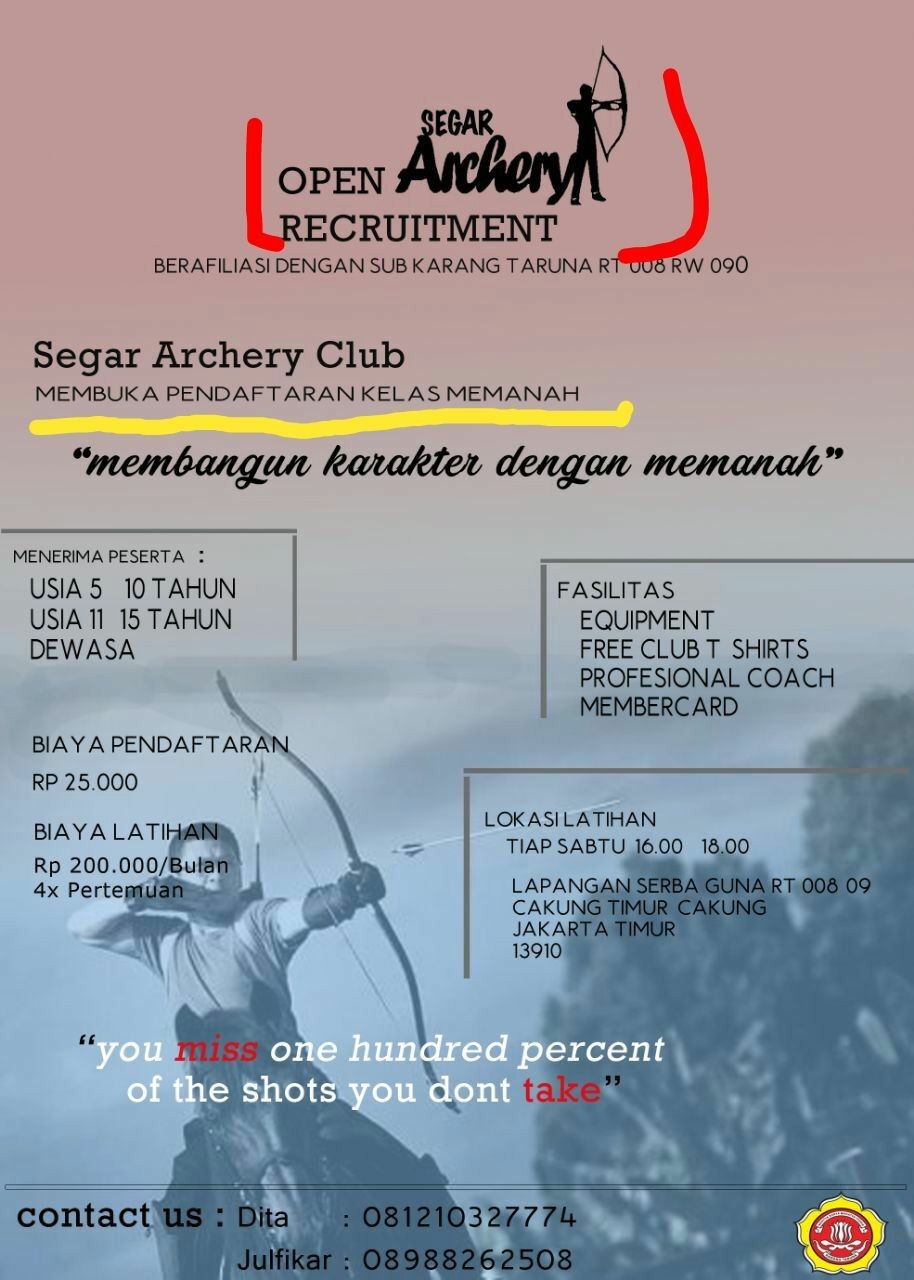 SEGAR
OPEN Archery
RECRUITMENT
BERAFILIASI DENGAN SUB KARANG TARUNA RT 008 RW 090
Segar Archery Club
MEMBUKA PENDAFTARAN KELAS MEMANAH
“membangun karakter dengan memanah”
MENERIMA PESERTA :
USIA 5 10 TAHUN
USIA 11 15 TAHUN
DEWASA
FASILITAS
EQUIPMENT
FREE CLUB T SHIRTS
PROFESIONAL COACH
MEMBERCARD
BIAYA PENDAFTARAN
RP 25.000
BIAYA LATIHAN
Rp 200.000/Bulan
4x Pertemuan
LOKASI LATIHAN
TIAP SABTU 16.00 18.00
LAPANGAN SERBA GUNA RT 008 09
CAKUNG TIMUR CAKUNG
JAKARTA TIMUR
13910
“you miss one hundred percent
of the shots you dont take”
contact us : Dita : 081210327774
Julfikar : 08988262508